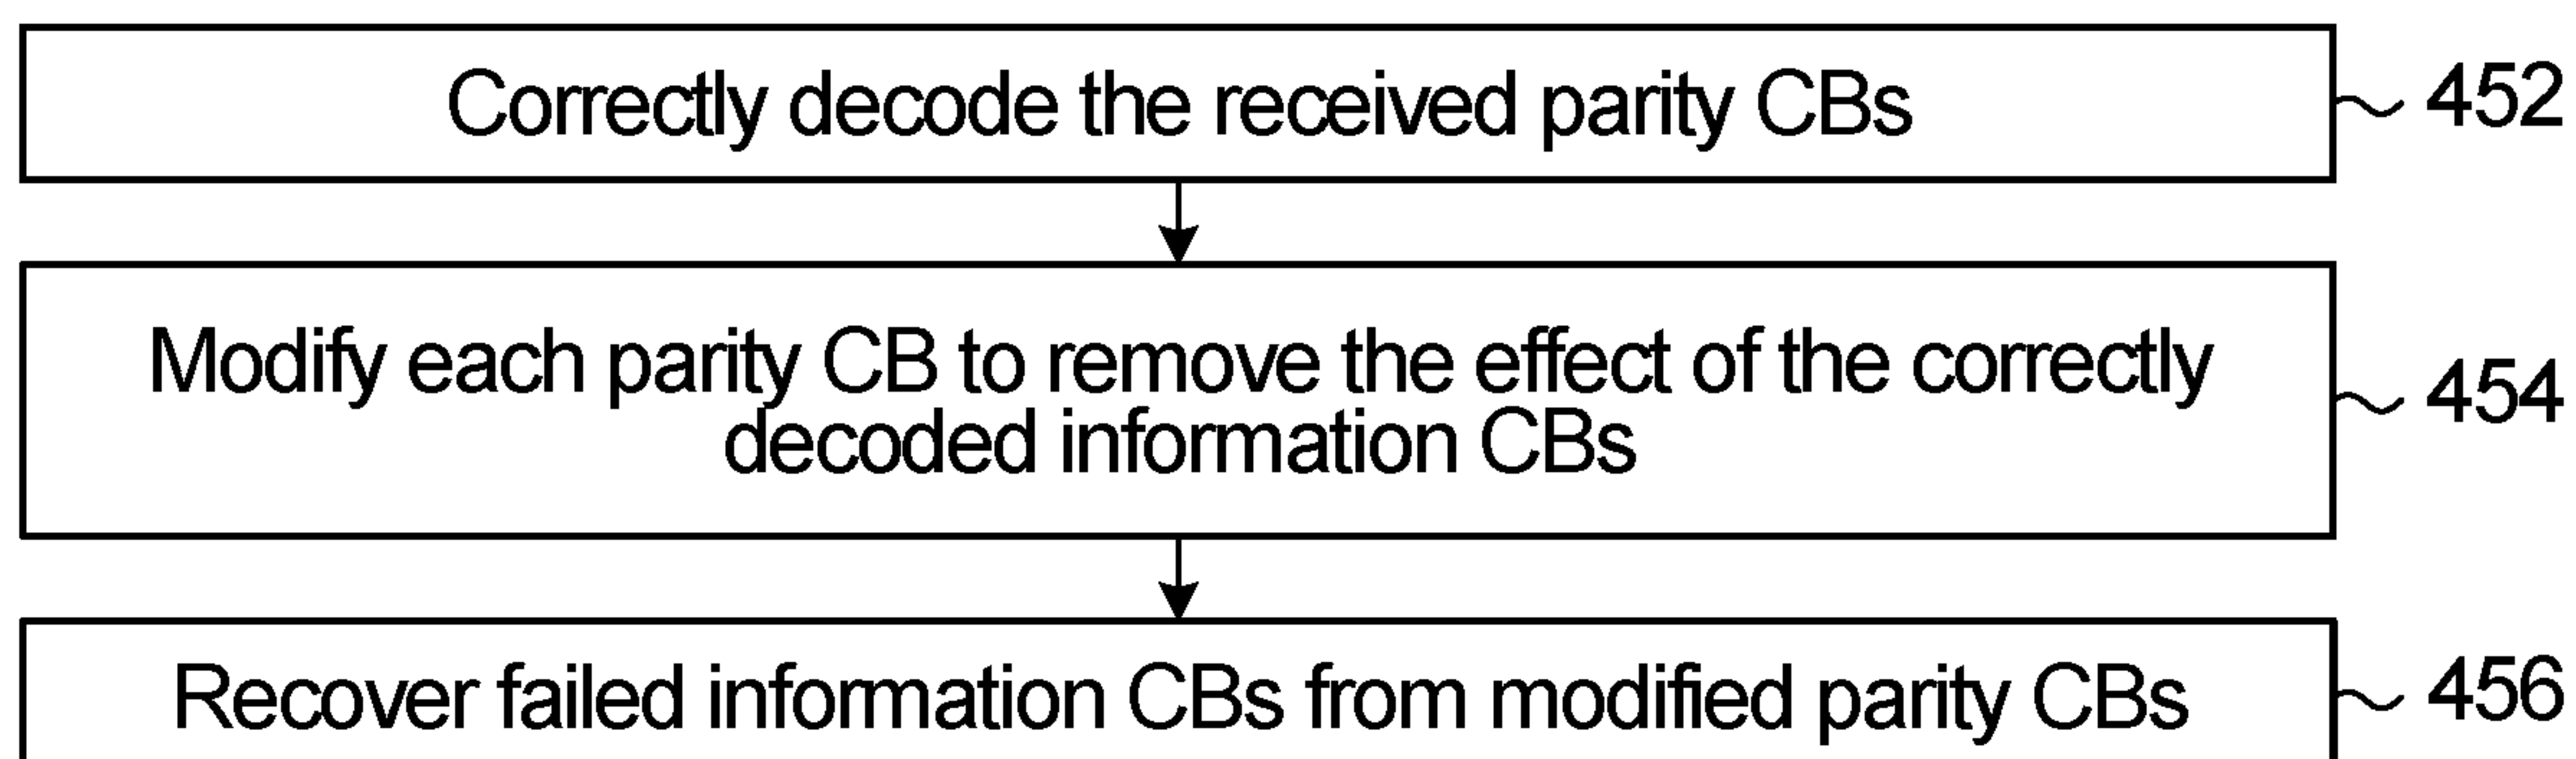 Correctly decode the received parity CBs
452
Modify each parity CB to remove the effect of the correctly
decoded information CBs
454
Recover failed information CBs from modified parity CBs
456